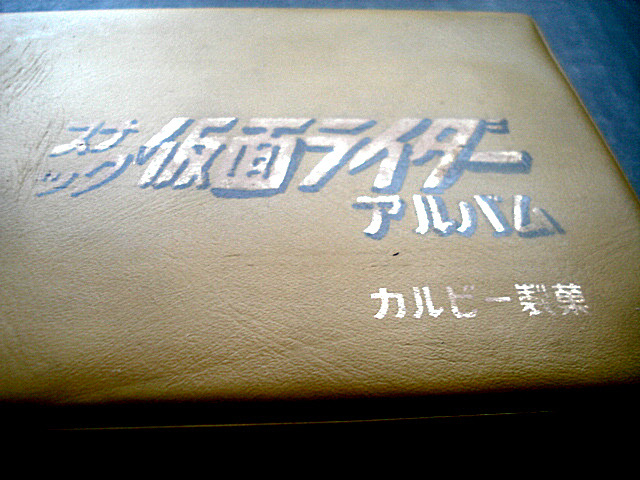 スナック仮面ライダー
アルバム
カルビー製菓